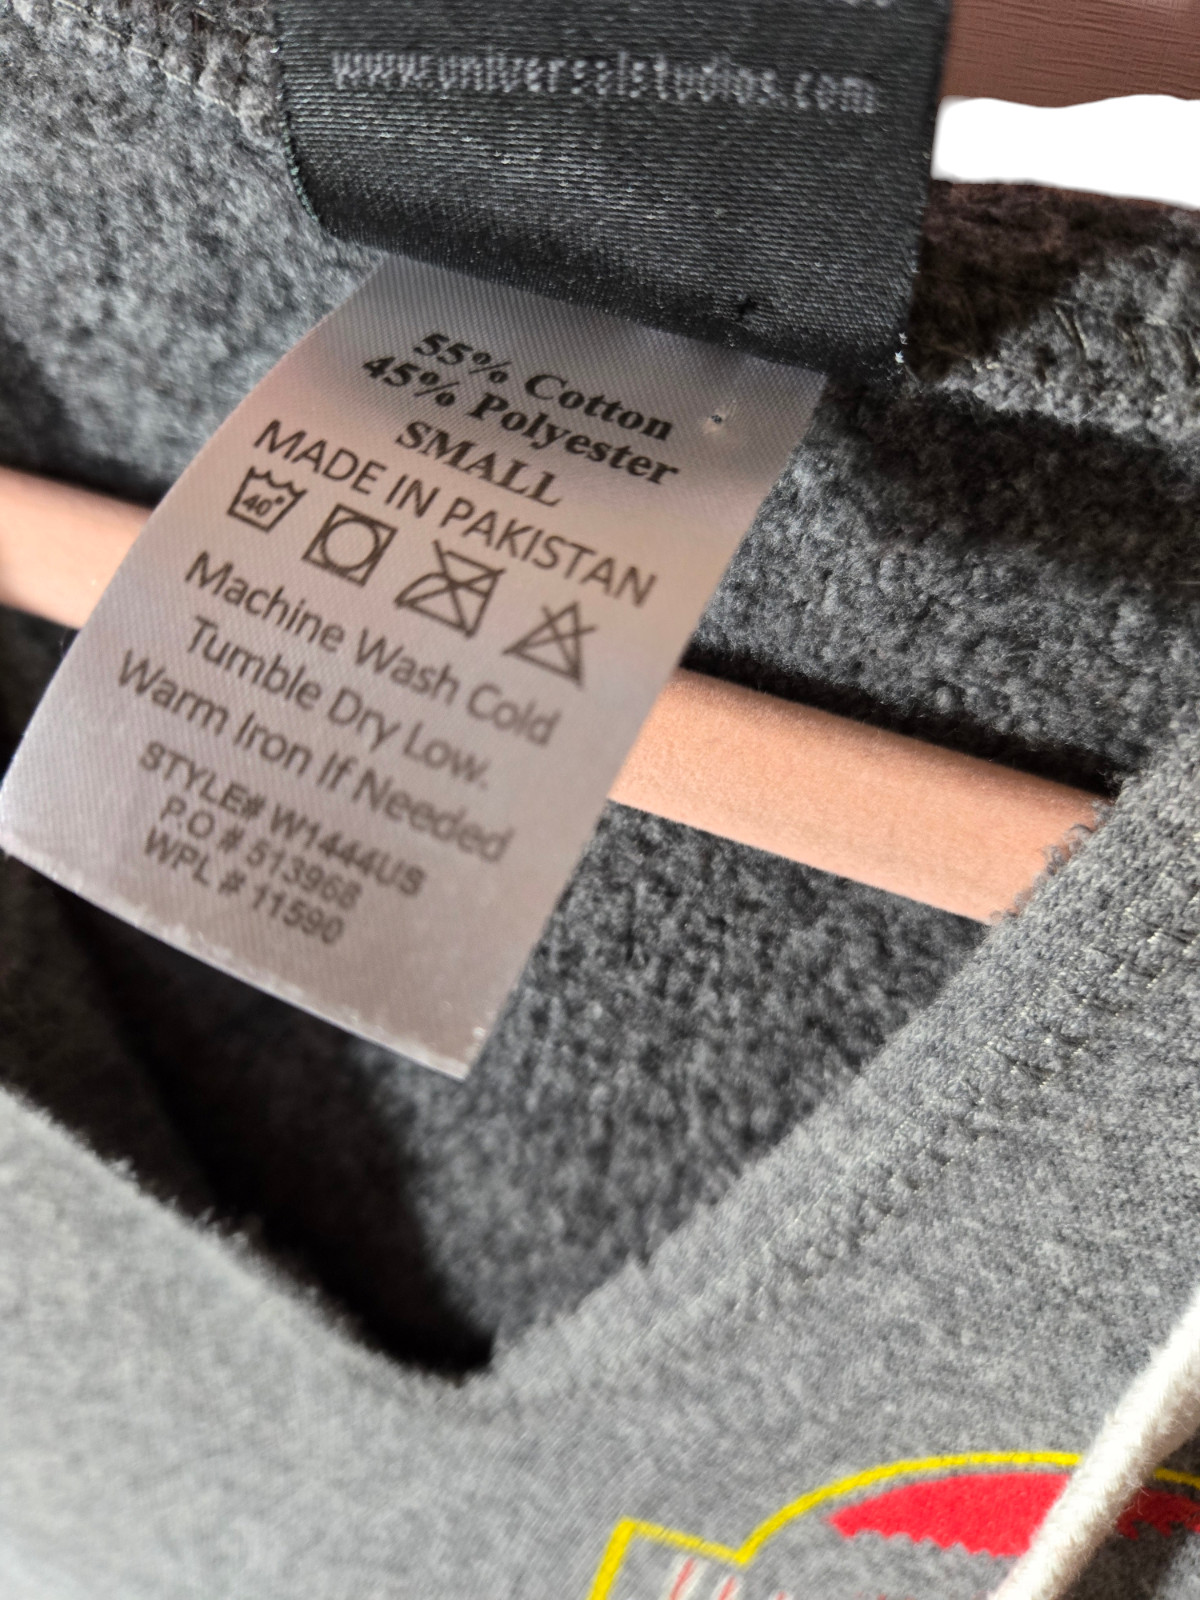 www.universalstudios.com
55% Cotton
45% Polyester
SMALL
MADE IN PAKISTAN
40°
Machine Wash Cold
Tumble Dry Low.
Warm Iron If Needed
STYLE# W1444US
P.O # 513968
WPL # 11590